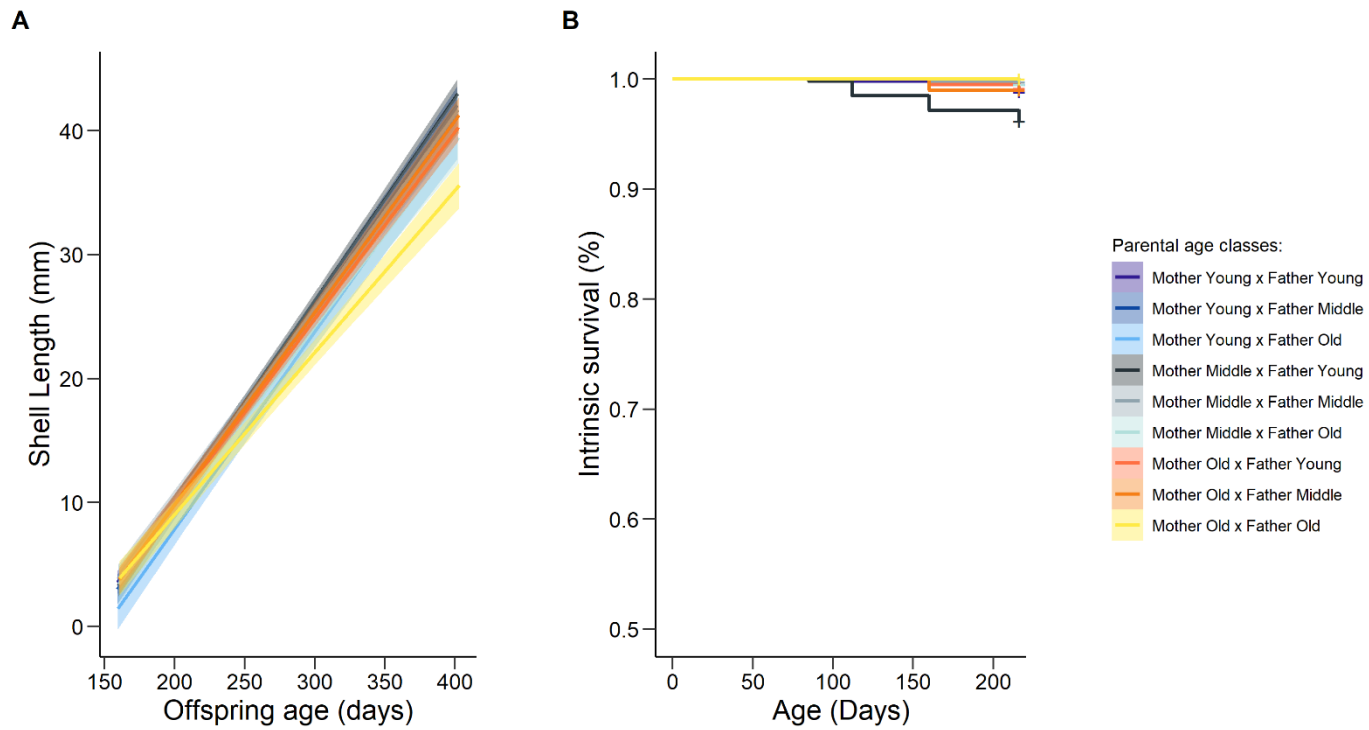 A
Shell Length (mm)
40
30
20
10
0
150 200 250 300 350 400
Offspring age (days)
B
Intrinsic survival (%)
1.0
0.9
0.8
0.7
0.6
0.5
0 50 100 150 200
Age (Days)
Parental age classes:
Mother Young x Father Young
Mother Young x Father Middle
Mother Young x Father Old
Mother Middle x Father Young
Mother Middle x Father Middle
Mother Middle x Father Old
Mother Old x Father Young
Mother Old x Father Middle
Mother Old x Father Old